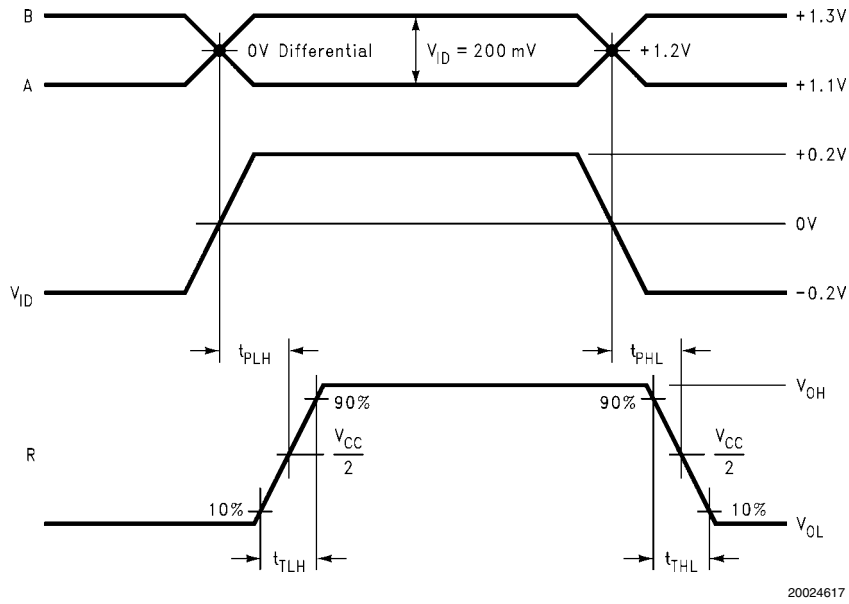 B
+1.3V
0V Differential
V_ID = 200 mV
+1.2V
A
+1.1V
+0.2V
0V
V_ID
−0.2V
t_PLH
t_PHL
V_OH
90%
90%
R
V_CC
2
V_CC
2
10%
10%
V_OL
t_TLH
t_THL
20024617